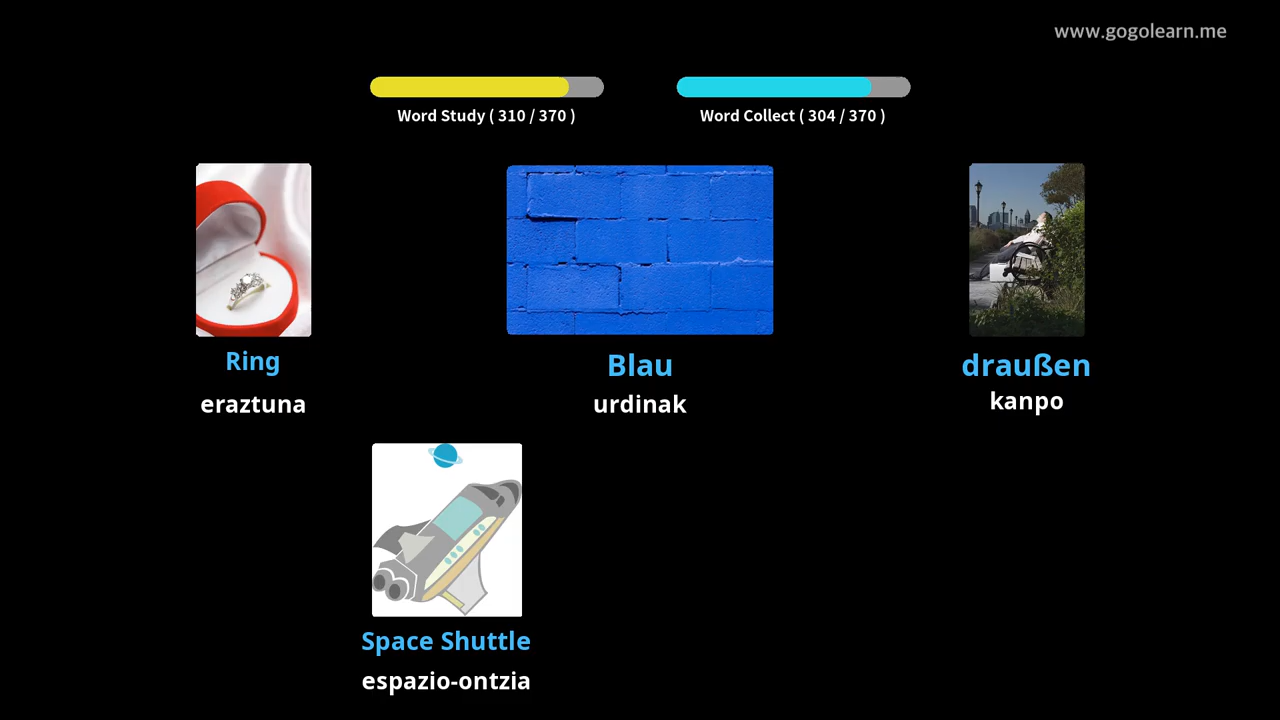 www.gogolearn.me
Word Study ( 310 / 370 )
Word Collect ( 304 / 370 )
Ring
eraztuna
Blau
urdinak
draußen
kanpo
Space Shuttle
espazio-ontzia